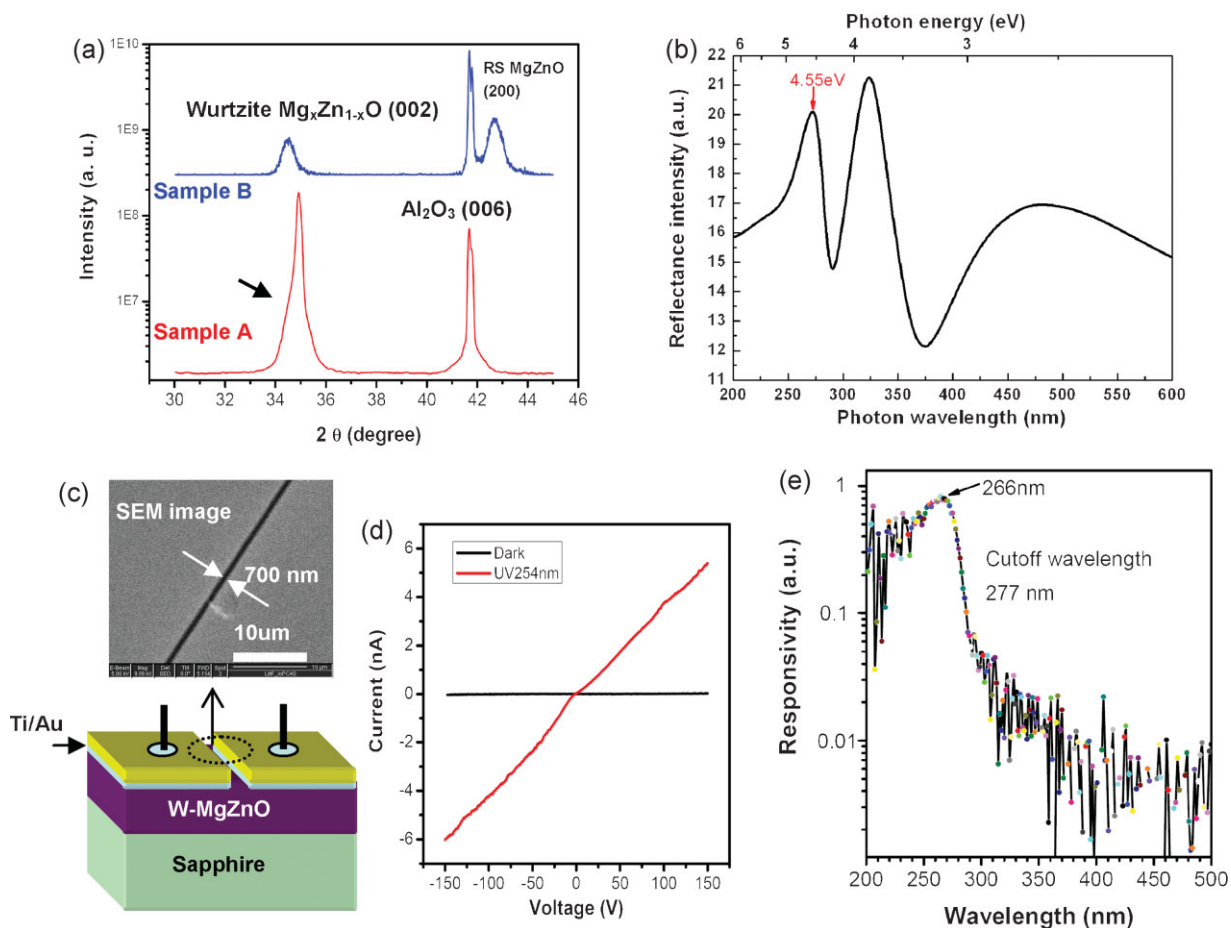 (a)
1E10
1E9
1E8
1E7
Intensity (a. u.)
RS MgZnO
(200)
Wurtzite MgₓZn₁₋ₓO (002)
Sample B
Al₂O₃ (006)
Sample A
30 32 34 36 38 40 42 44 46
2 θ (degree)
(b)
Photon energy (eV)
6 5 4 3
4.55eV
22
21
20
19
18
17
16
15
14
13
12
11
Reflectance intensity (a.u.)
200 250 300 350 400 450 500 550 600
Photon wavelength (nm)
(c)
SEM image
700 nm
10um
Ti/Au
W-MgZnO
Sapphire
(d)
Dark
UV254nm
6
4
2
0
-2
-4
-6
Current (nA)
-150 -100 -50 0 50 100 150
Voltage (V)
(e)
1
0.1
0.01
Responsivity (a.u.)
266nm
Cutoff wavelength
277 nm
200 250 300 350 400 450 500
Wavelength (nm)